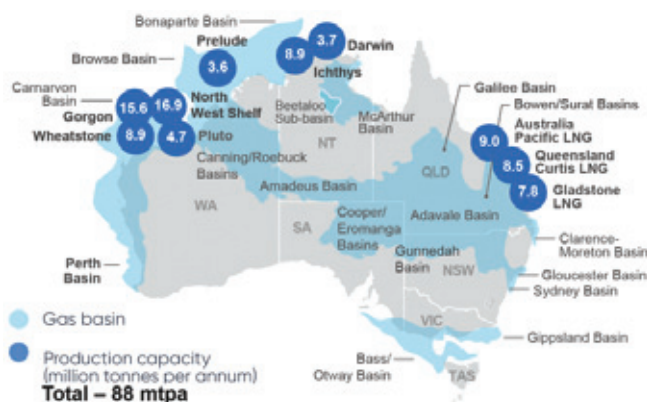 Bonaparte Basin
Prelude
3.7
Darwin
8.9
Browse Basin
3.6
Ichthys
Galilee Basin
Carnarvon
Basin
Bowen/Surat Basins
Gorgon
15.6
16.9
North
West Shelf
Beetaloo
Sub-basin
McArthur
Basin
9.0
Australia
Pacific LNG
Wheatstone
8.9
4.7
Pluto
NT
8.5
Queensland
Curtis LNG
Canning/Roebuck
Basins
QLD
7.8
Gladstone
LNG
Amadeus Basin
WA
Adavale Basin
SA
Cooper/
Eromanga
Basins
Clarence-
Moreton Basin
Gunnedah
Basin
NSW
Perth
Basin
Gloucester Basin
Sydney Basin
Gas basin
VIC
Gippsland Basin
Production capacity
(million tonnes per annum)
Total – 88 mtpa
Bass/
Otway Basin
TAS